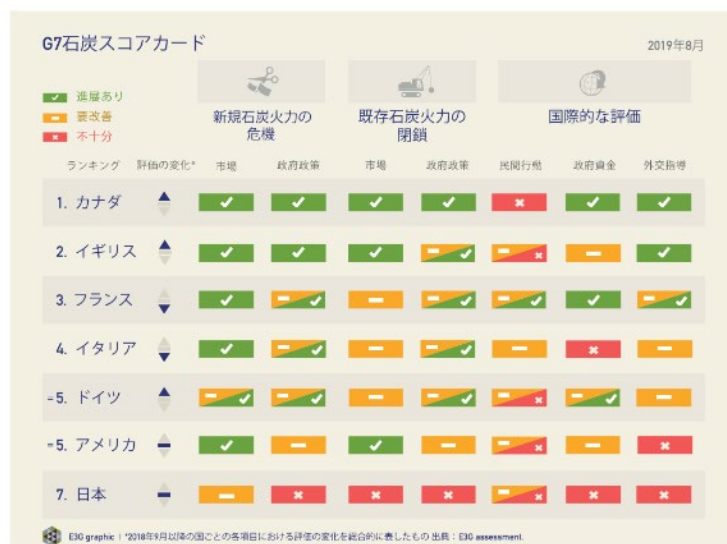 G7石炭スコアカード
2019年8月
進展あり
要改善
不十分
新規石炭火力の
危機
既存石炭火力の
閉鎖
国際的な評価
ランキング 評価の変化* 市場 政府政策 市場 政府政策 民間行動 政府資金 外交指導
1. カナダ
2. イギリス
3. フランス
4. イタリア
=5. ドイツ
=5. アメリカ
7. 日本
E3G graphic | *2018年9月以降の国ごとの各項目における評価の変化を総合的に表したもの 出典：E3G assessment.